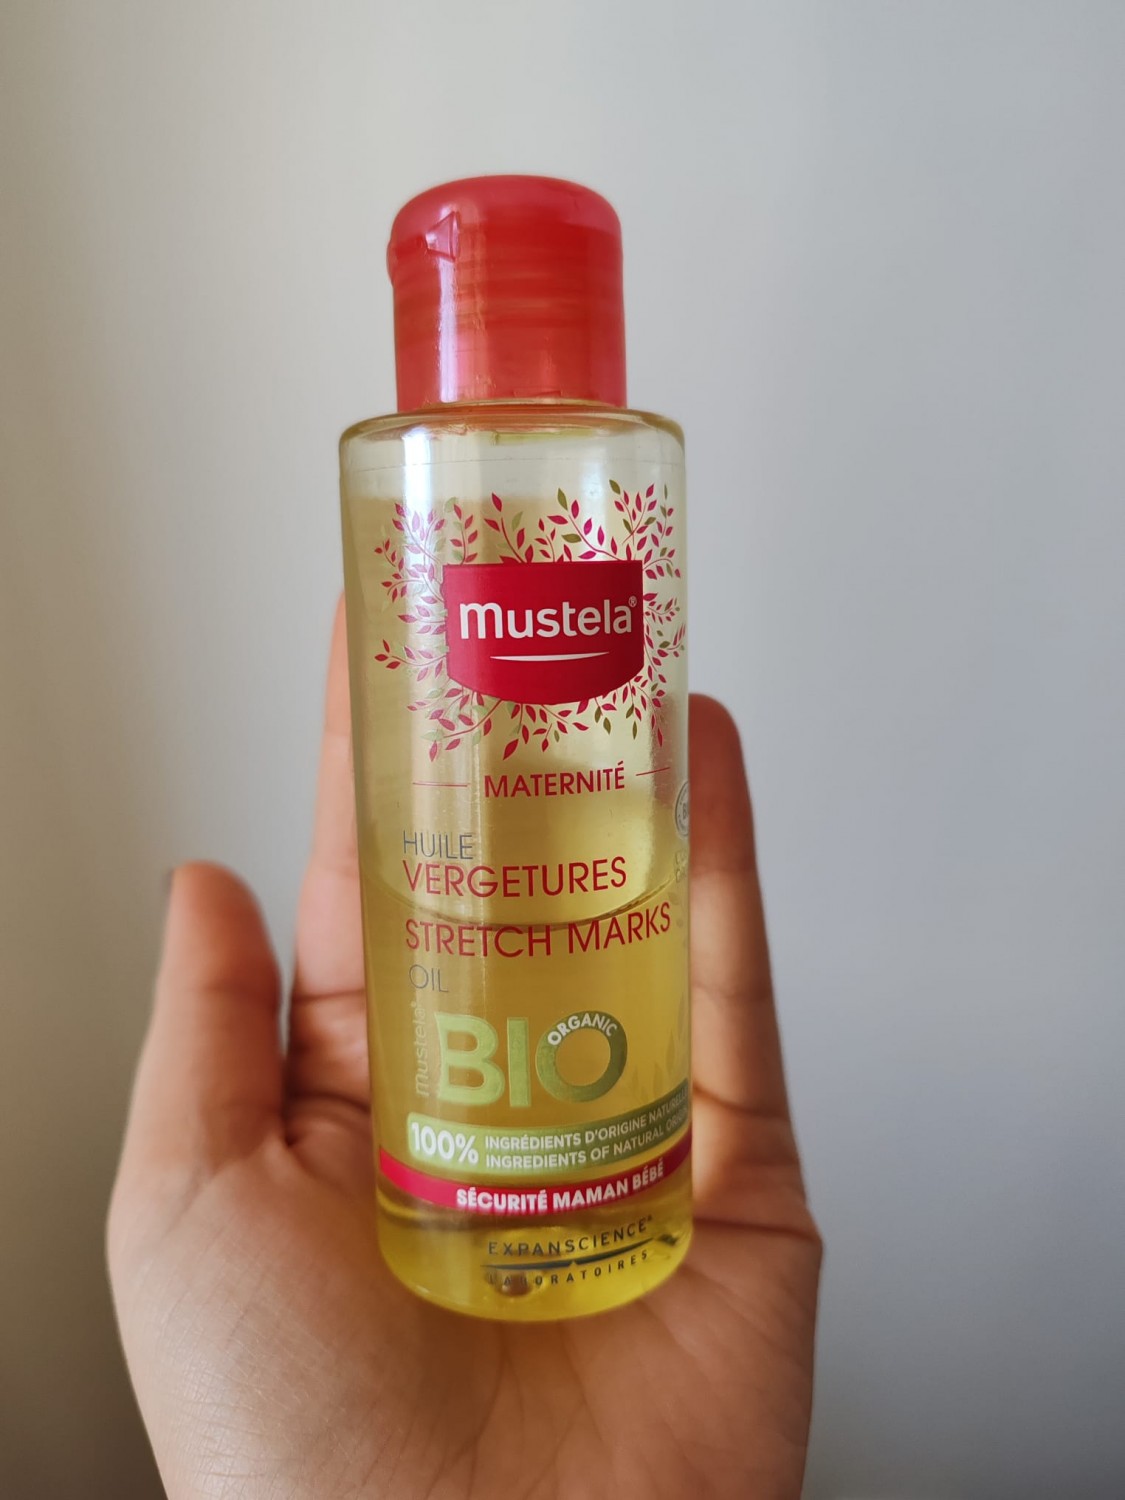 mustela®
MATERNITÉ
HUILE
VERGETURES
STRETCH MARKS
OIL
mustela®
BIO
ORGANIC
100% INGRÉDIENTS D'ORIGINE NATURELLE
INGREDIENTS OF NATURAL ORIGIN
SÉCURITÉ MAMAN BÉBÉ
EXPANSCIENCE®
LABORATOIRES